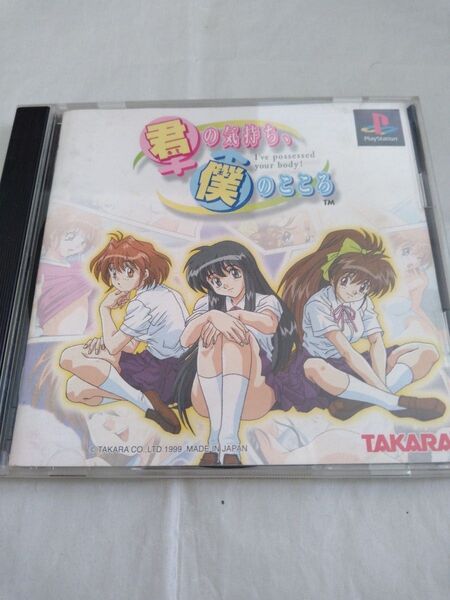 君の気持ち、
I've possessed
your body!
僕のこころ
TM
PlayStation
© TAKARA CO.,LTD.1999 MADE IN JAPAN
TAKARA